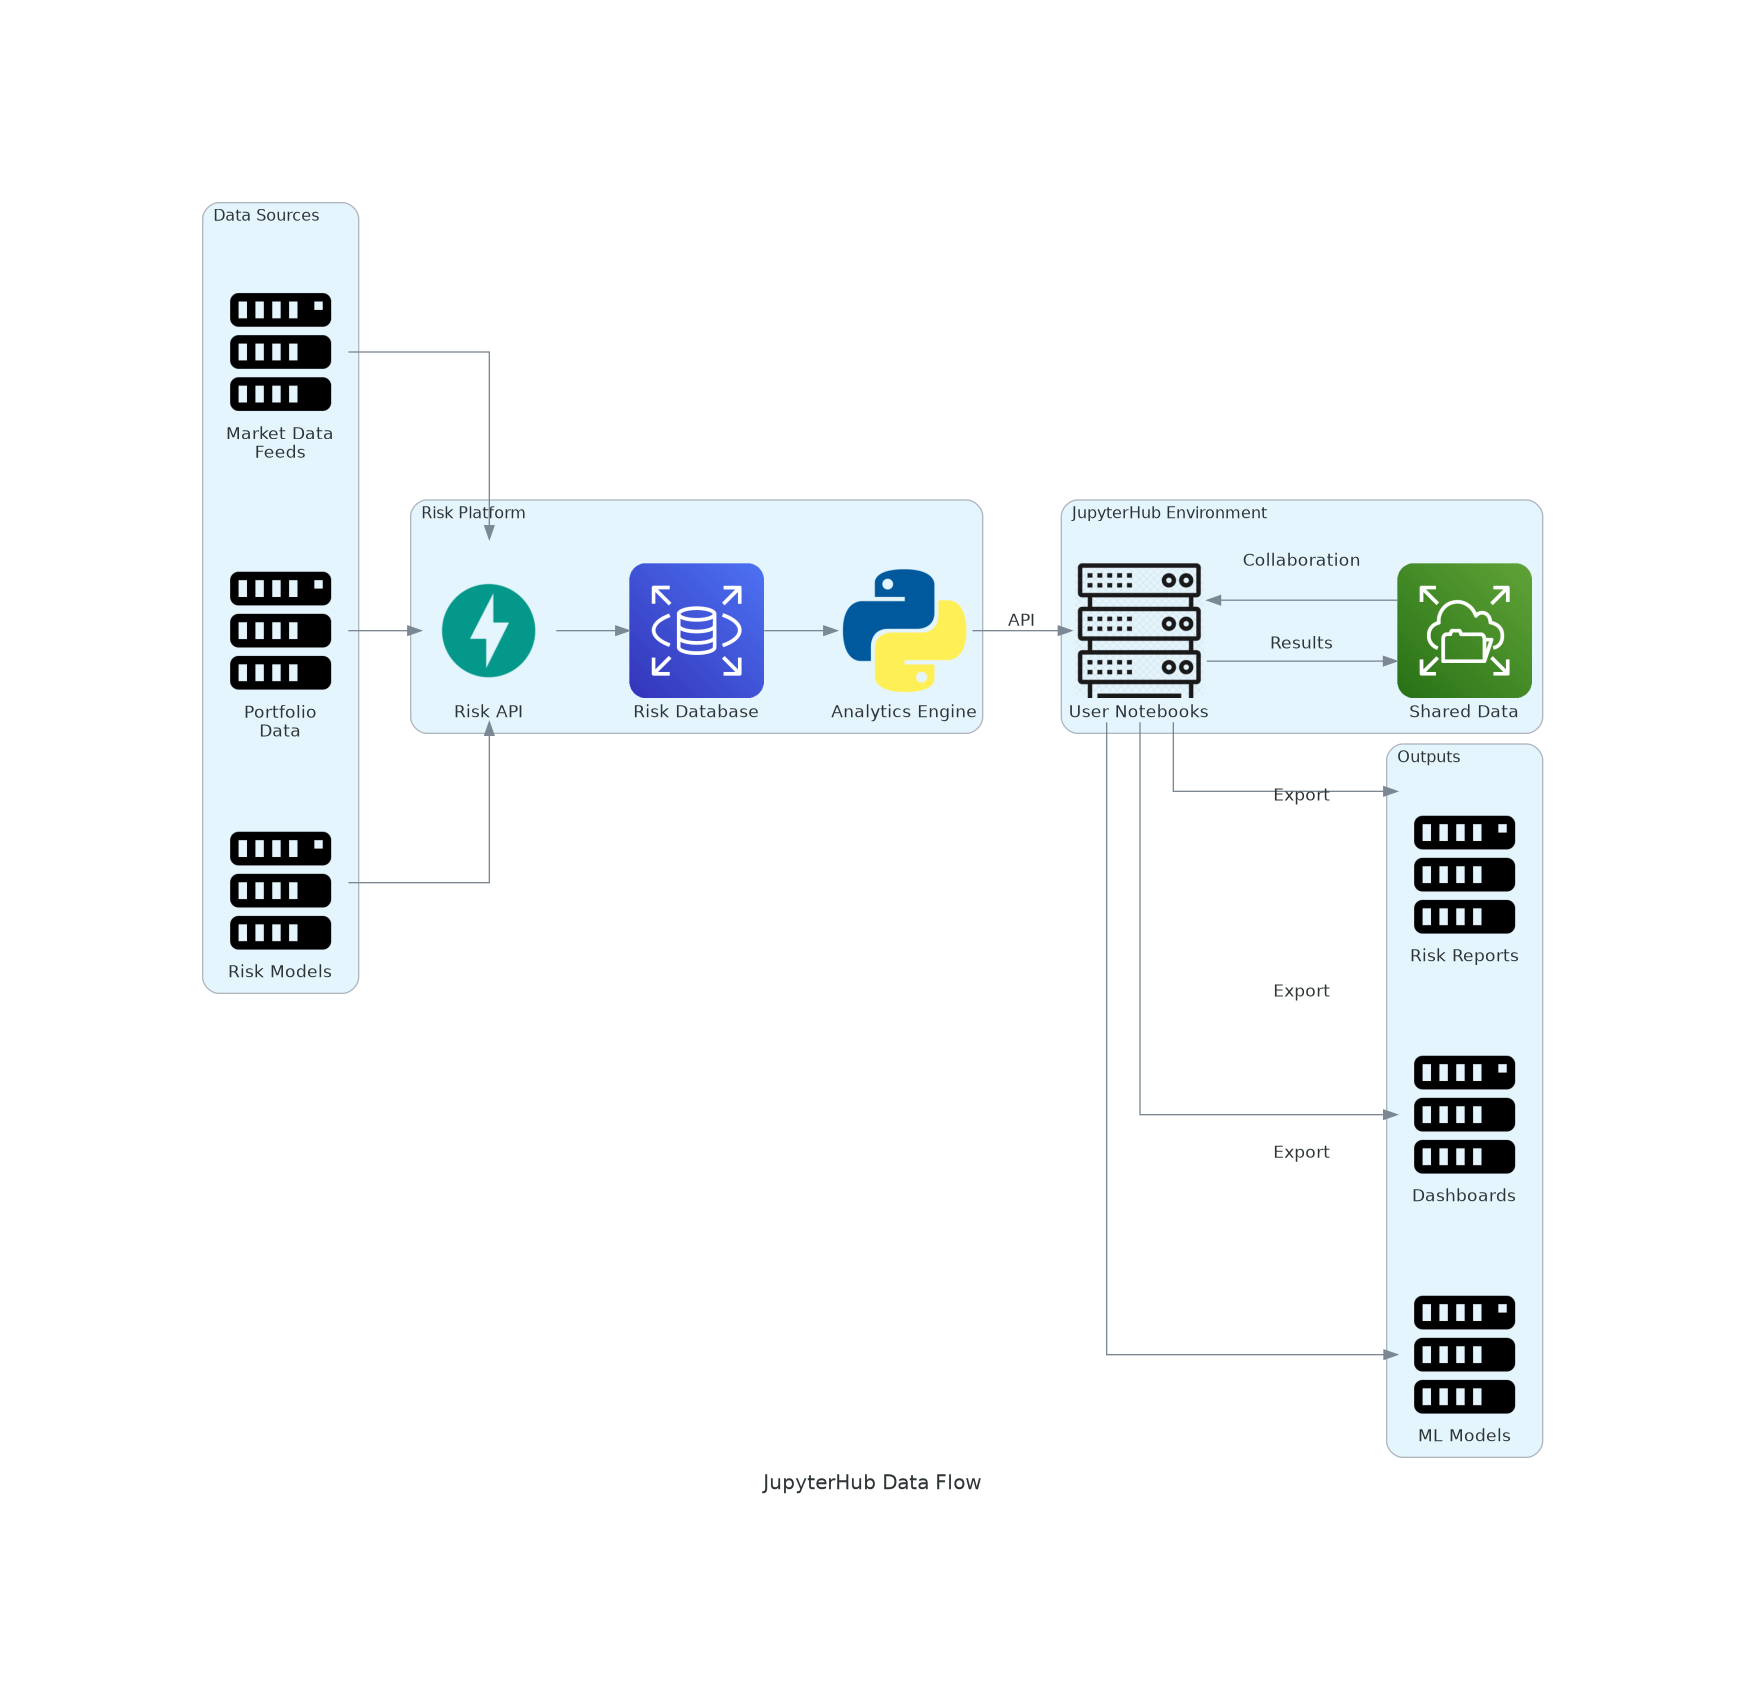 Data Sources
Market Data
Feeds
Portfolio
Data
Risk Models
Risk Platform
Risk API
Risk Database
Analytics Engine
API
JupyterHub Environment
Collaboration
Results
User Notebooks
Shared Data
Outputs
Export
Risk Reports
Export
Export
Dashboards
ML Models
JupyterHub Data Flow